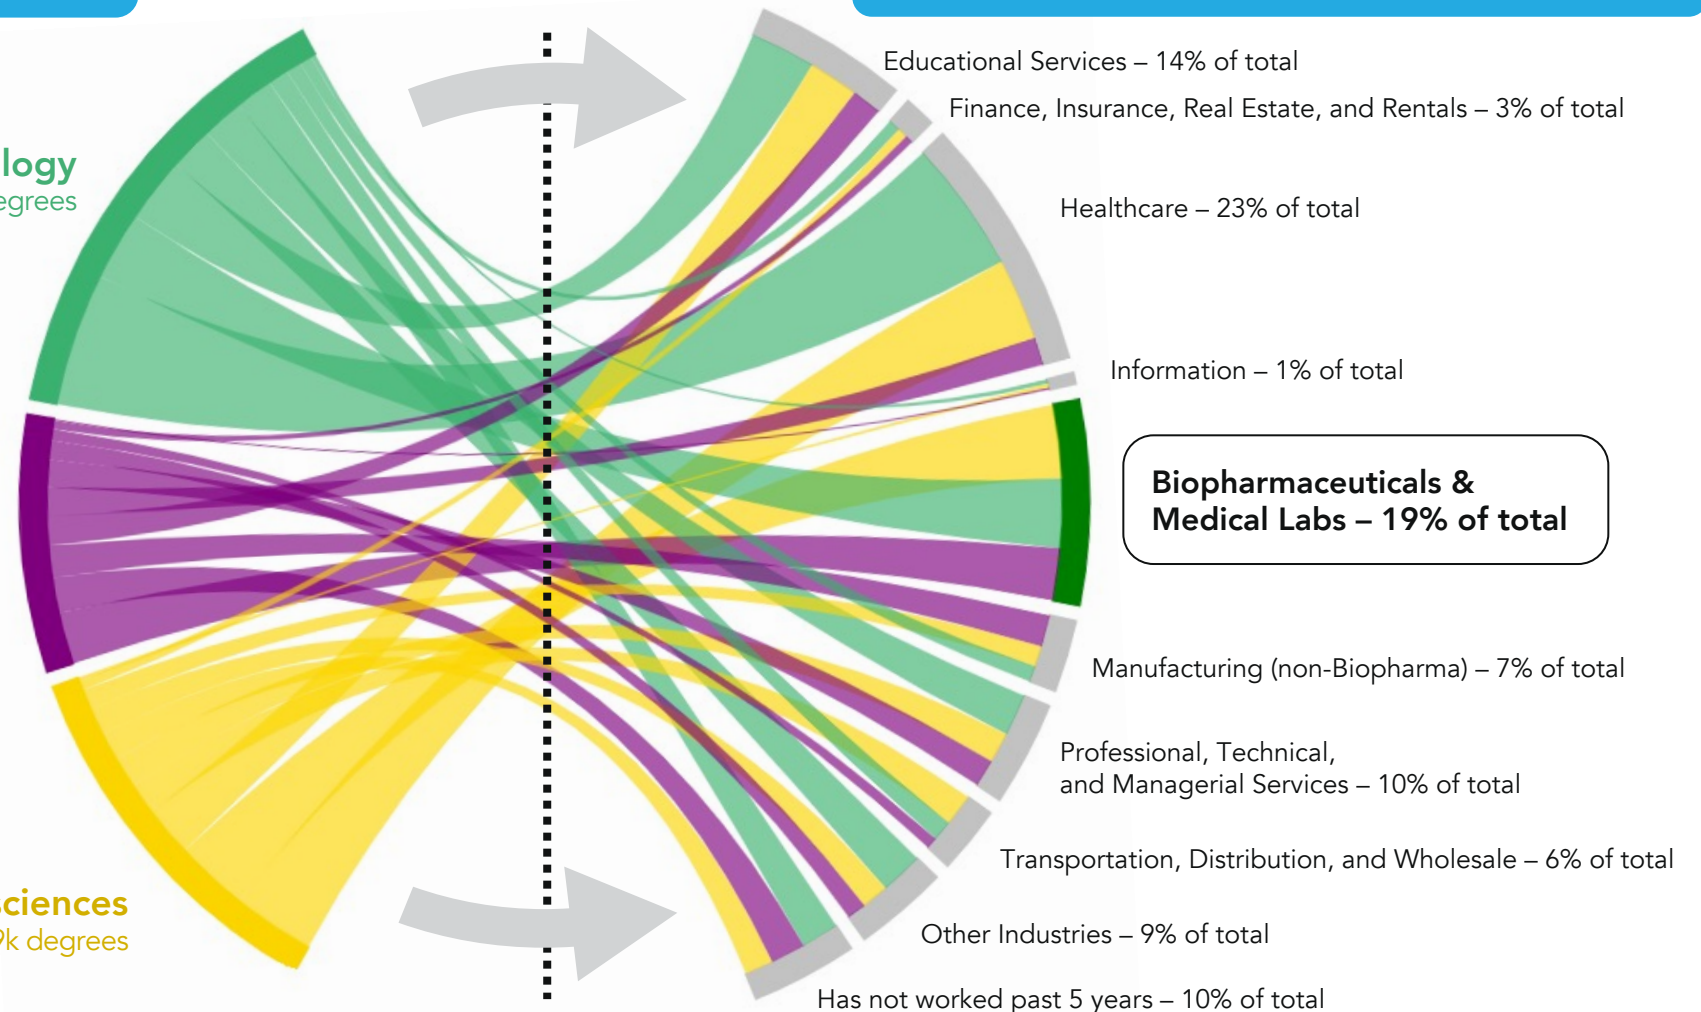 Educational Services – 14% of total
Finance, Insurance, Real Estate, and Rentals – 3% of total
logy
egrees
Healthcare – 23% of total
Information – 1% of total
Biopharmaceuticals &
Medical Labs – 19% of total
Manufacturing (non-Biopharma) – 7% of total
Professional, Technical,
and Managerial Services – 10% of total
Transportation, Distribution, and Wholesale – 6% of total
sciences
9k degrees
Other Industries – 9% of total
Has not worked past 5 years – 10% of total